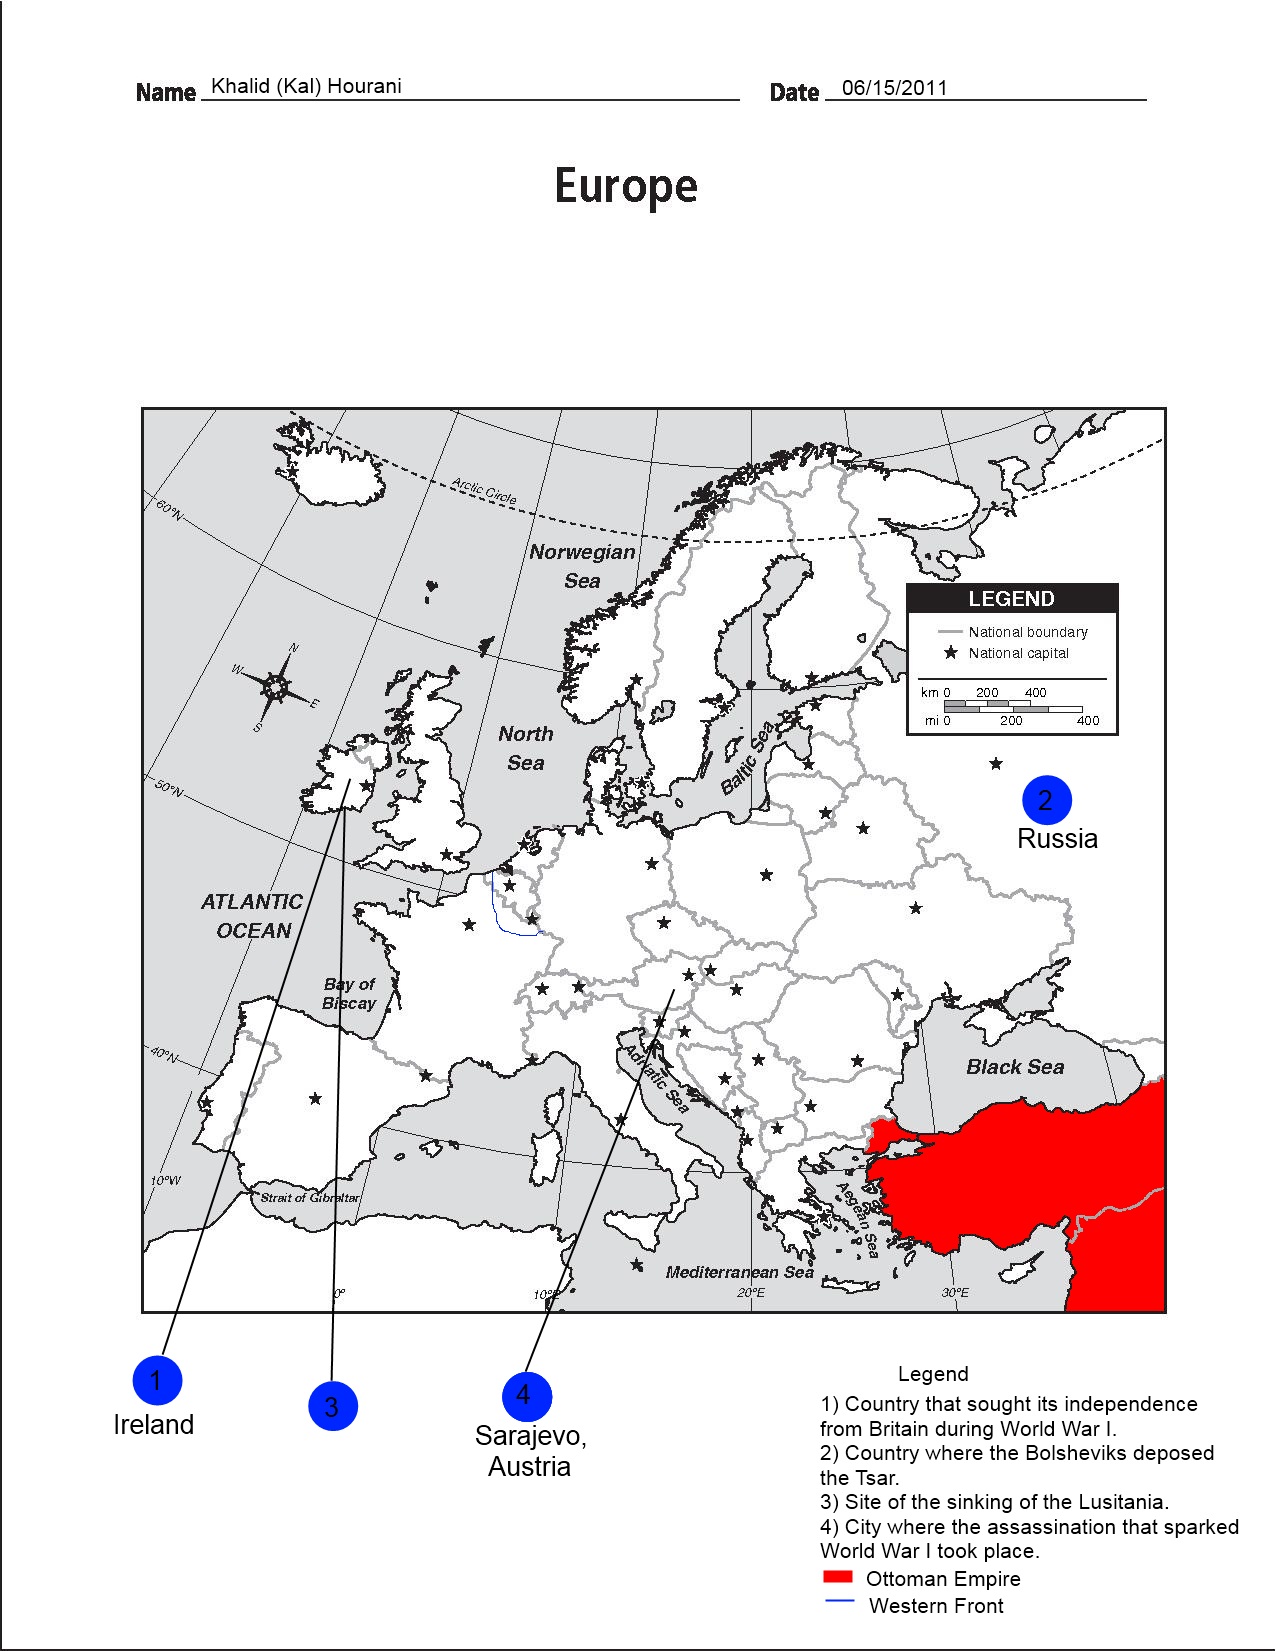 Name Khalid (Kal) Hourani Date 06/15/2011
Europe
Arctic Circle
60°N
Norwegian
Sea
LEGEND
National boundary
National capital
km 0 200 400
mi 0 200 400
N
W
E
S
North
Sea
Baltic Sea
50°N
2
Russia
ATLANTIC
OCEAN
Bay of
Biscay
40°N
Adriatic Sea
Black Sea
10°W
Strait of Gibraltar
Aegean Sea
Mediterranean Sea
0°
10°E
20°E
30°E
1
Ireland
3
4
Sarajevo,
Austria
Legend
1) Country that sought its independence
from Britain during World War I.
2) Country where the Bolsheviks deposed
the Tsar.
3) Site of the sinking of the Lusitania.
4) City where the assassination that sparked
World War I took place.
Ottoman Empire
Western Front